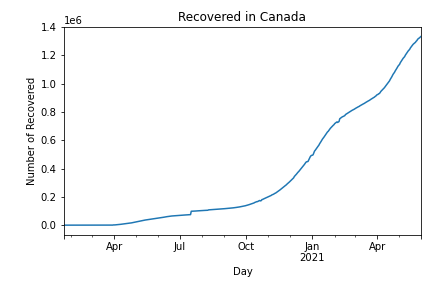 Recovered in Canada
1e6
1.4
1.2
1.0
0.8
0.6
0.4
0.2
0.0
Number of Recovered
Apr
Jul
Oct
Jan
2021
Apr
Day